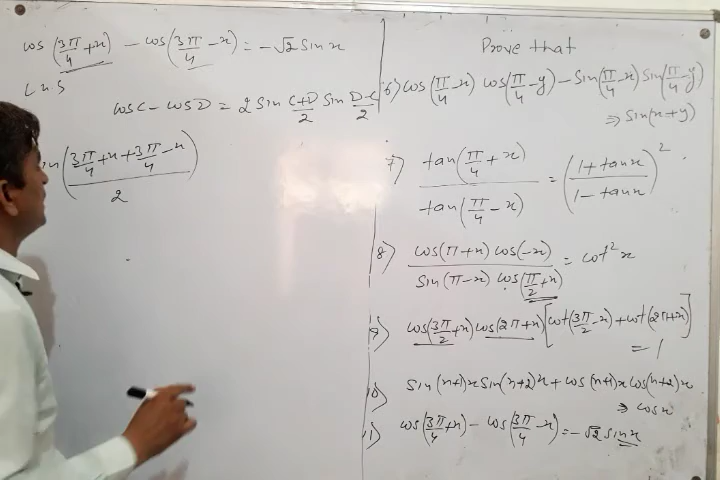 cos(3π/4 + x) - cos(3π/4 - x) = -√2 sin x
L H S
cos C - cos D = 2 sin C+D/2 sin D-C/2
(3π/4 + x + 3π/4 - x)/2
Prove that
6) cos(π/4 - x) cos(π/4 - y) - sin(π/4 - x) sin(π/4 - y)
⇒ sin(x+y)
7) tan(π/4 + x)/tan(π/4 - x) = (1+tan x/1-tan x)²
8) cos(π+x) cos(-x)/sin(π-x) cos(π/2+x) = cot² x
9) cos(3π/2+x) cos(2π+x) [cot(3π/2-x) + cot(2π+x)]
= 1
10) sin(n+1)x sin(n+2)x + cos(n+1)x cos(n+2)x
⇒ cos x
11) cos(3π/4+x) - cos(3π/4-x) = -√2 sin x